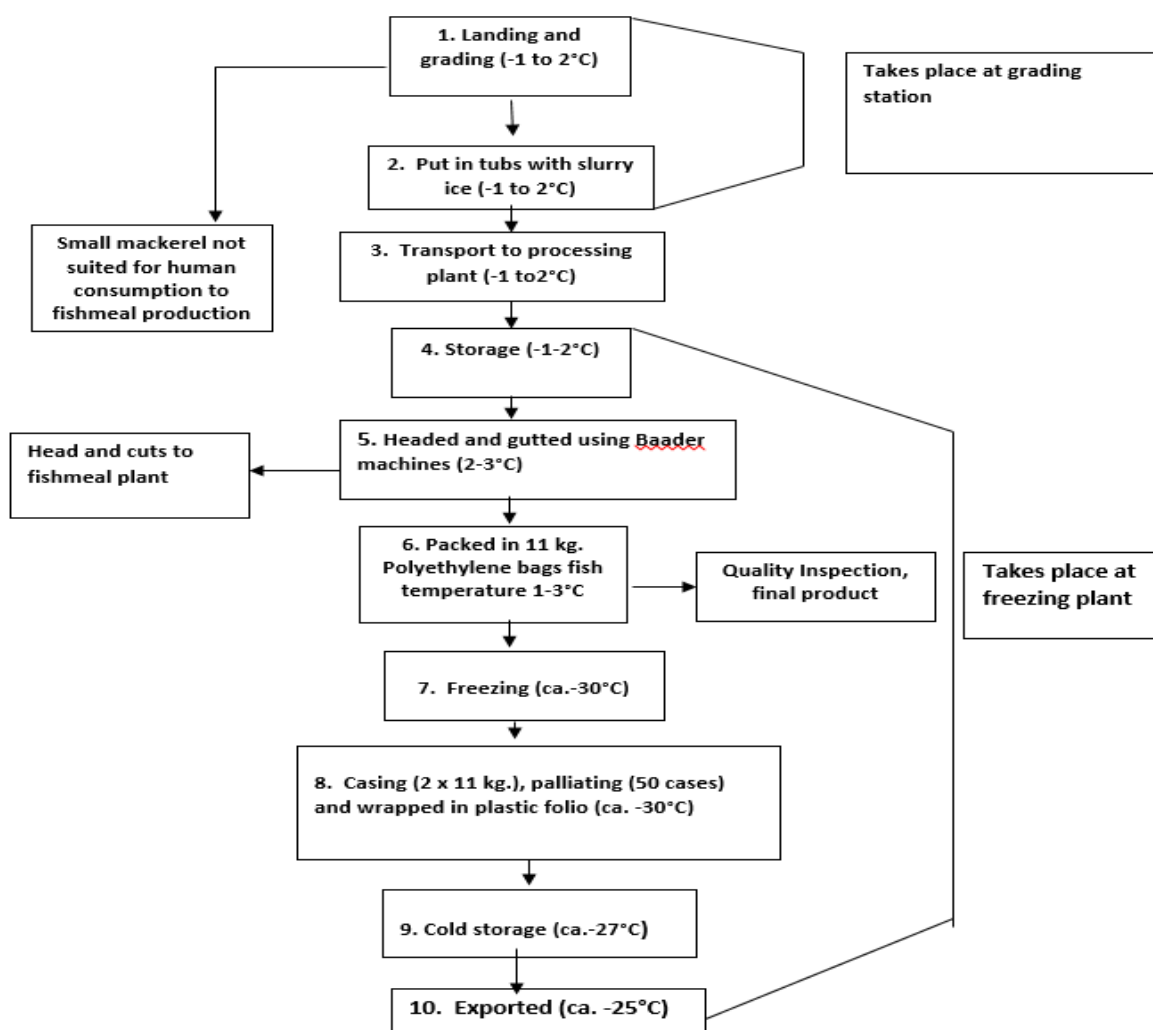 1. Landing and
grading (-1 to 2°C)
Takes place at grading
station
2. Put in tubs with slurry
ice (-1 to 2°C)
Small mackerel not
suited for human
consumption to
fishmeal production
3. Transport to processing
plant (-1 to2°C)
4. Storage (-1-2°C)
5. Headed and gutted using Baader
machines (2-3°C)
Head and cuts to
fishmeal plant
6. Packed in 11 kg.
Polyethylene bags fish
temperature 1-3°C
Quality Inspection,
final product
Takes place at
freezing plant
7. Freezing (ca.-30°C)
8. Casing (2 x 11 kg.), palliating (50 cases)
and wrapped in plastic folio (ca. -30°C)
9. Cold storage (ca.-27°C)
10. Exported (ca. -25°C)